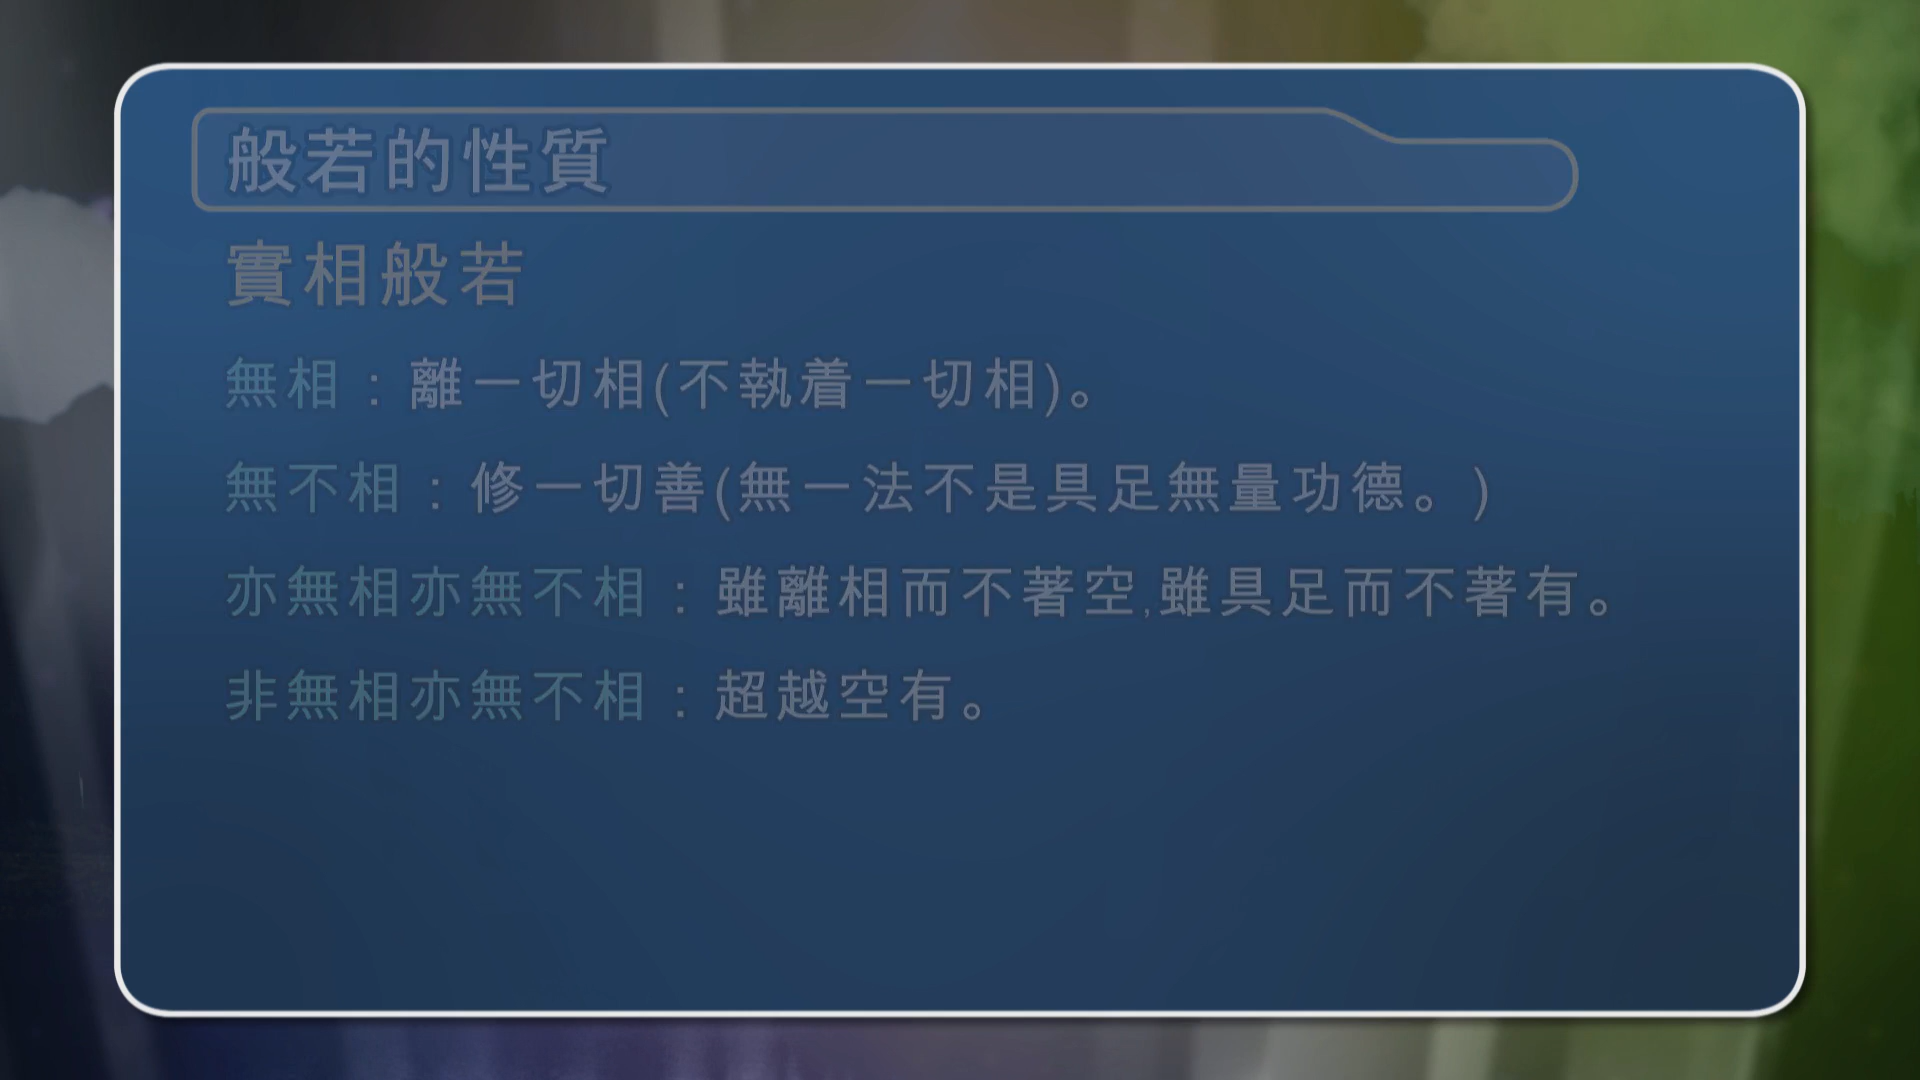 般若的性質
實相般若
無相：離一切相(不執着一切相)。
無不相：修一切善(無一法不是具足無量功德。)
亦無相亦無不相：雖離相而不著空,雖具足而不著有。
非無相亦無不相：超越空有。